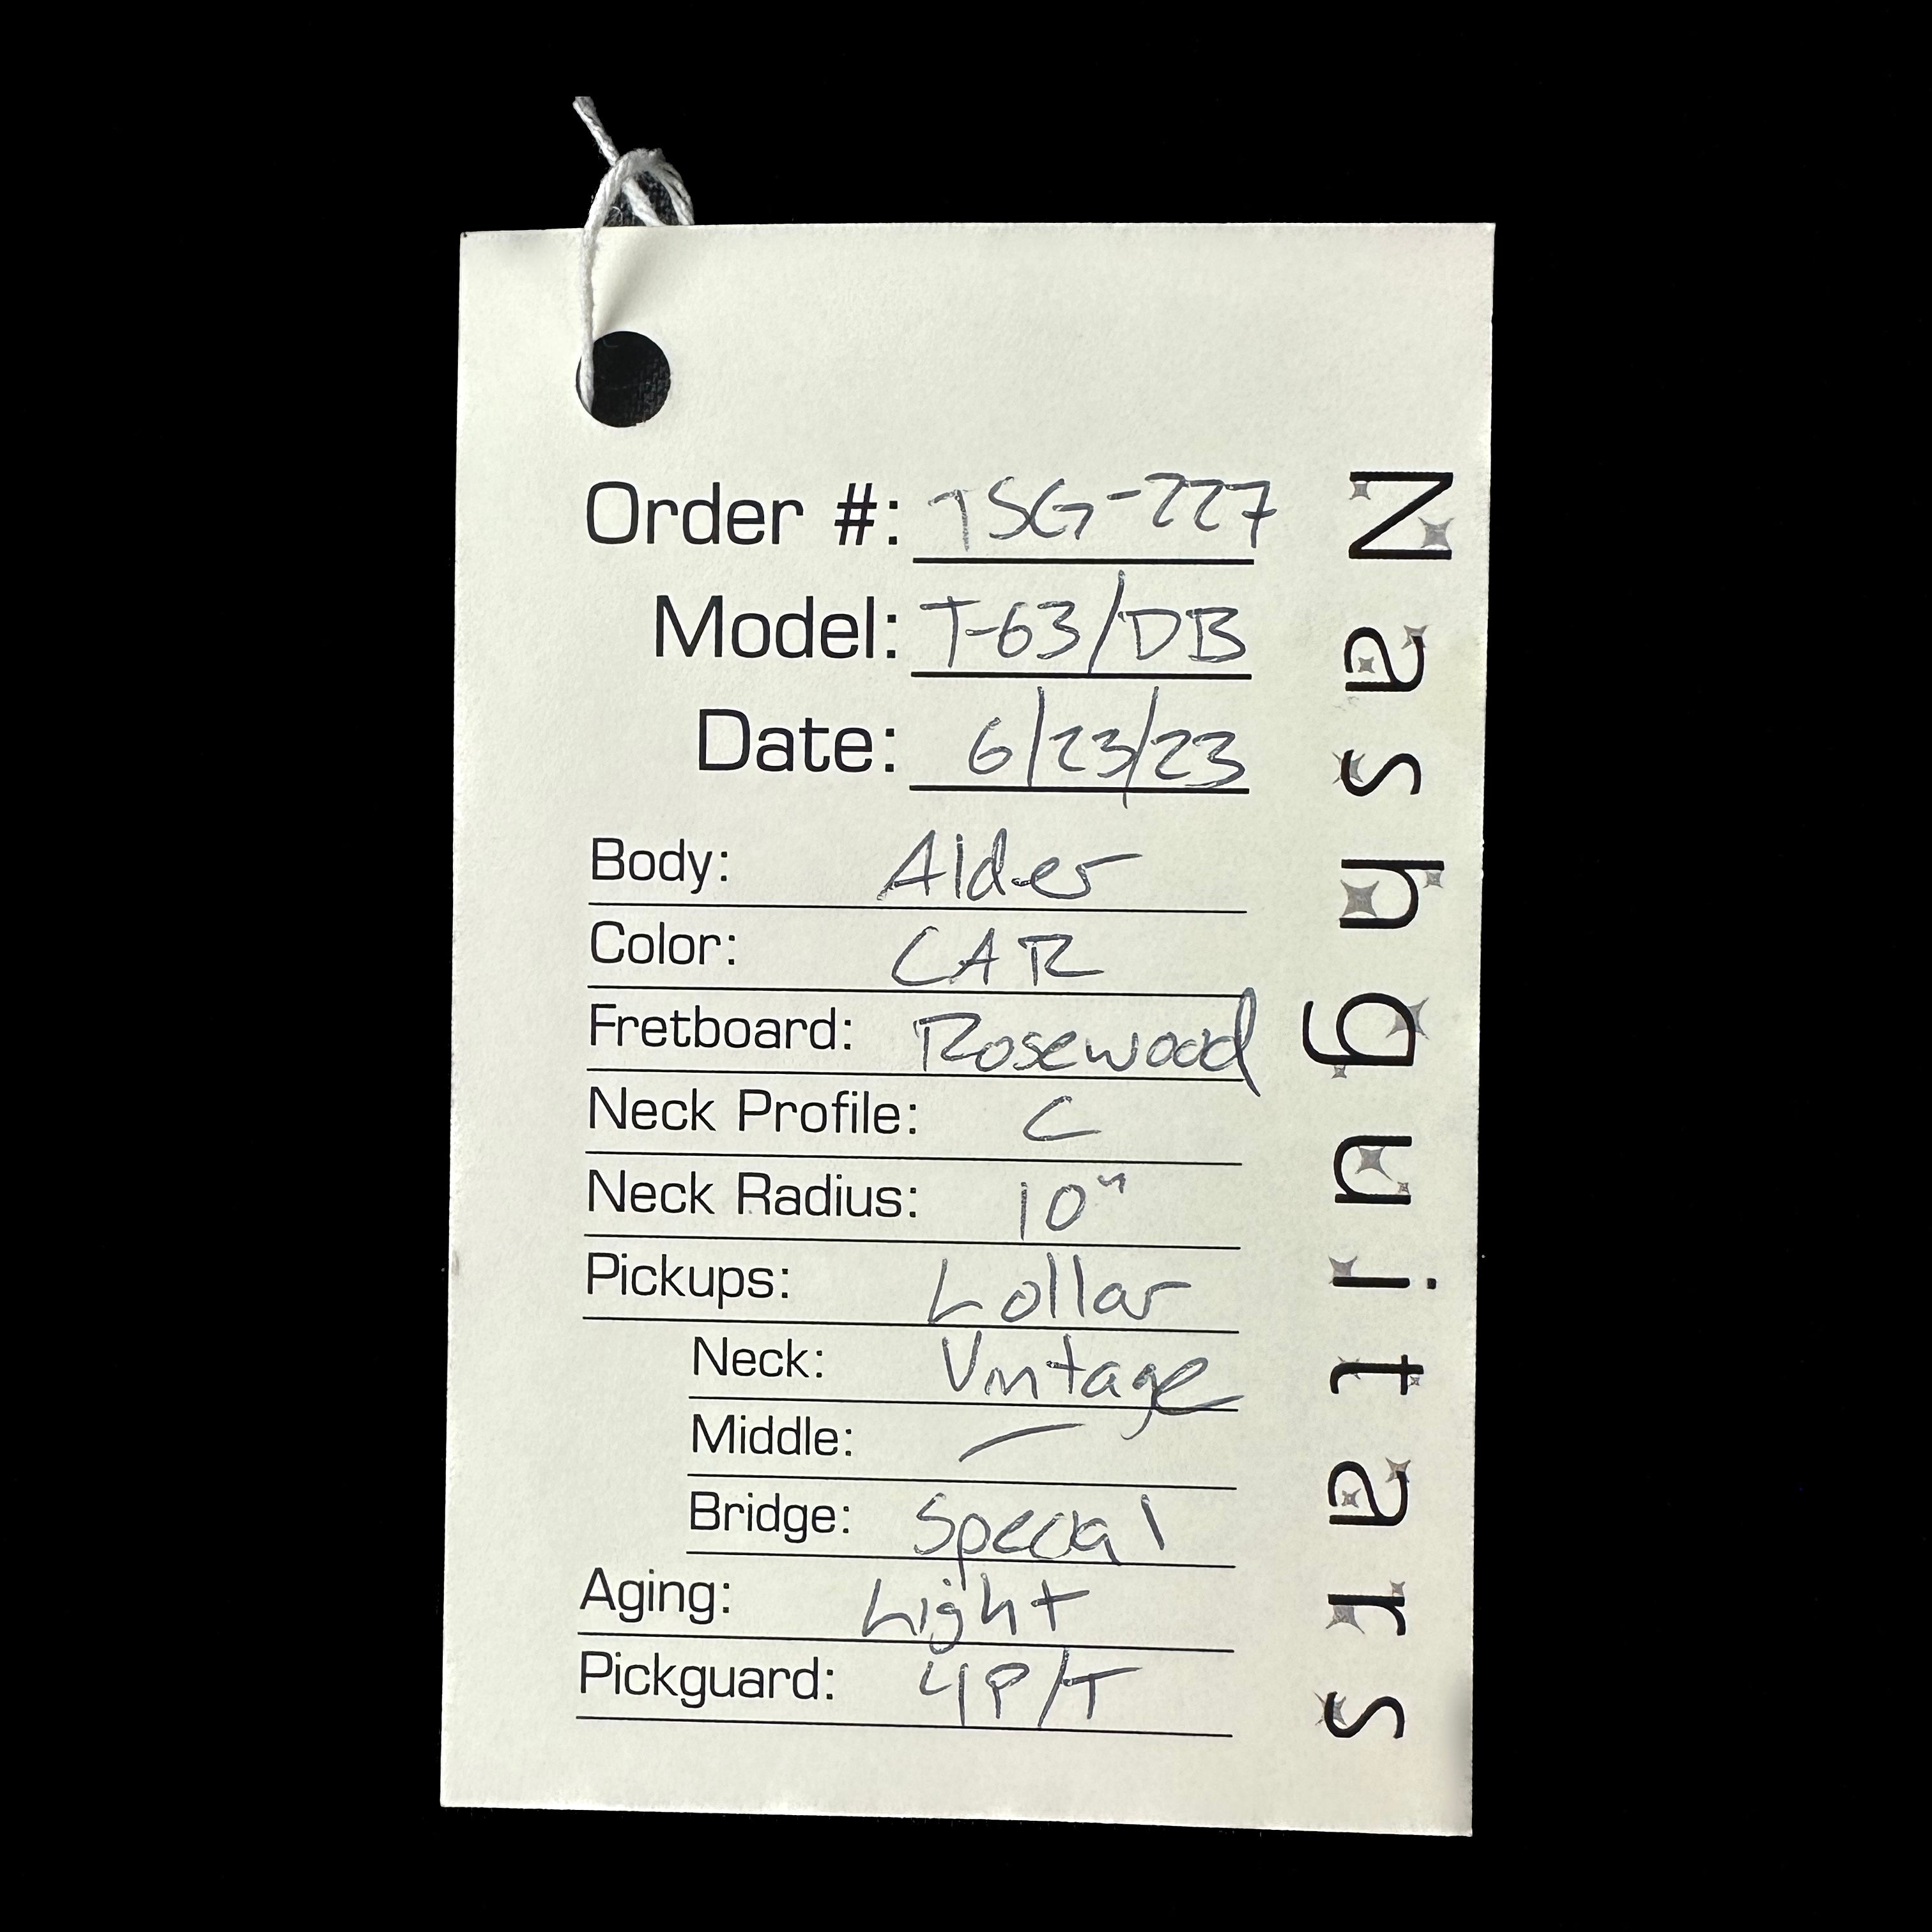 Order #: TSG-227
Model: T-63/DB
Date: 6/23/23
Body: Alder
Color: CAR
Fretboard: Rosewood
Neck Profile: C
Neck Radius: 10"
Pickups: Lollar
Neck: Vintage
Middle: —
Bridge: Special
Aging: Light
Pickguard: 4P/T
Nashguitars